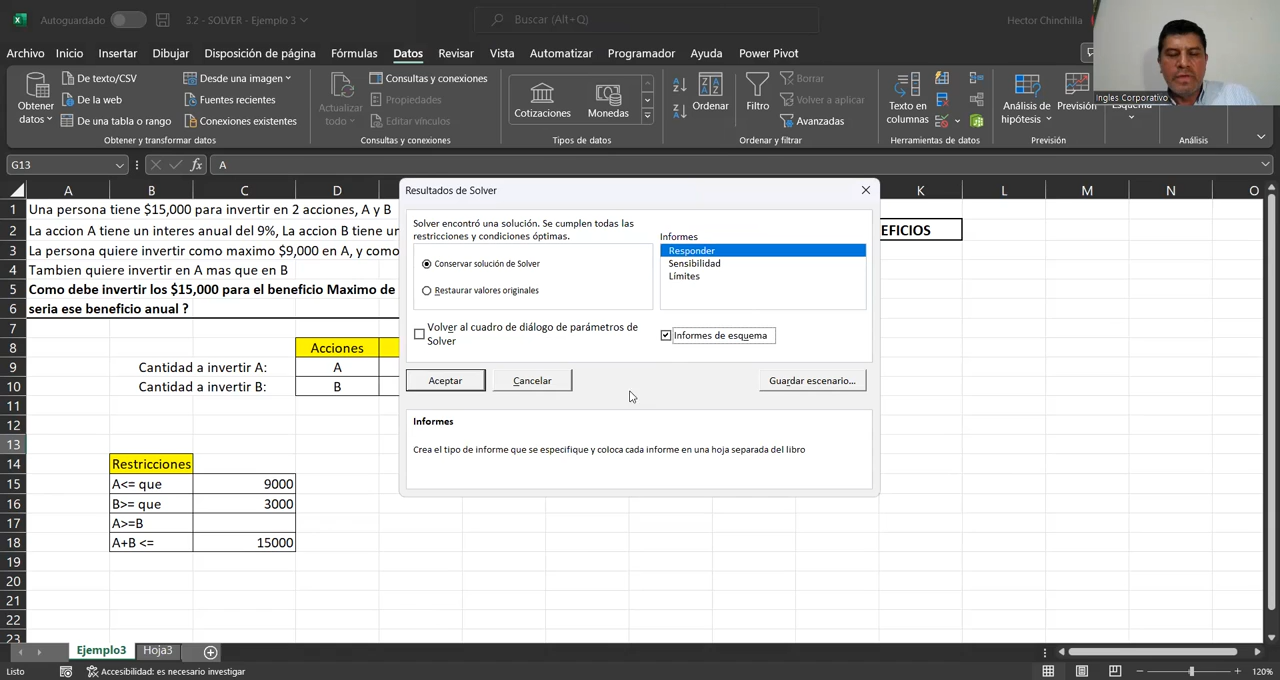 Autoguardado
3.2 - SOLVER - Ejemplo 3
Buscar (Alt+Q)
Hector Chinchilla
Archivo Inicio Insertar Dibujar Disposición de página Fórmulas Datos Revisar Vista Automatizar Programador Ayuda Power Pivot
Obtener datos
De texto/CSV
De la web
De una tabla o rango
Desde una imagen
Fuentes recientes
Conexiones existentes
Obtener y transformar datos
Actualizar todo
Consultas y conexiones
Propiedades
Editar vínculos
Consultas y conexiones
Cotizaciones
Monedas
Tipos de datos
Ordenar
Filtro
Borrar
Volver a aplicar
Avanzadas
Ordenar y filtrar
Texto en columnas
Herramientas de datos
Análisis de hipótesis
Previsión
Previsión
Análisis
Ingles Corporativo
G13
fx
A
A B C D K L M N O
1 Una persona tiene $15,000 para invertir en 2 acciones, A y B
2 La accion A tiene un interes anual del 9%, La accion B tiene un
EFICIOS
3 La persona quiere invertir como maximo $9,000 en A, y como
4 Tambien quiere invertir en A mas que en B
5 Como debe invertir los $15,000 para el beneficio Maximo de
6 seria ese beneficio anual ?
7
8 Acciones
9 Cantidad a invertir A: A
10 Cantidad a invertir B: B
11
12
13
14 Restricciones
15 A<= que 9000
16 B>= que 3000
17 A>=B
18 A+B <= 15000
19
20
21
22
23
Resultados de Solver
Solver encontró una solución. Se cumplen todas las
restricciones y condiciones óptimas.
Conservar solución de Solver
Restaurar valores originales
Informes
Responder
Sensibilidad
Límites
Volver al cuadro de diálogo de parámetros de
Solver
Informes de esquema
Aceptar
Cancelar
Guardar escenario...
Informes
Crea el tipo de informe que se especifique y coloca cada informe en una hoja separada del libro
Ejemplo3
Hoja3
Listo
Accesibilidad: es necesario investigar
120%